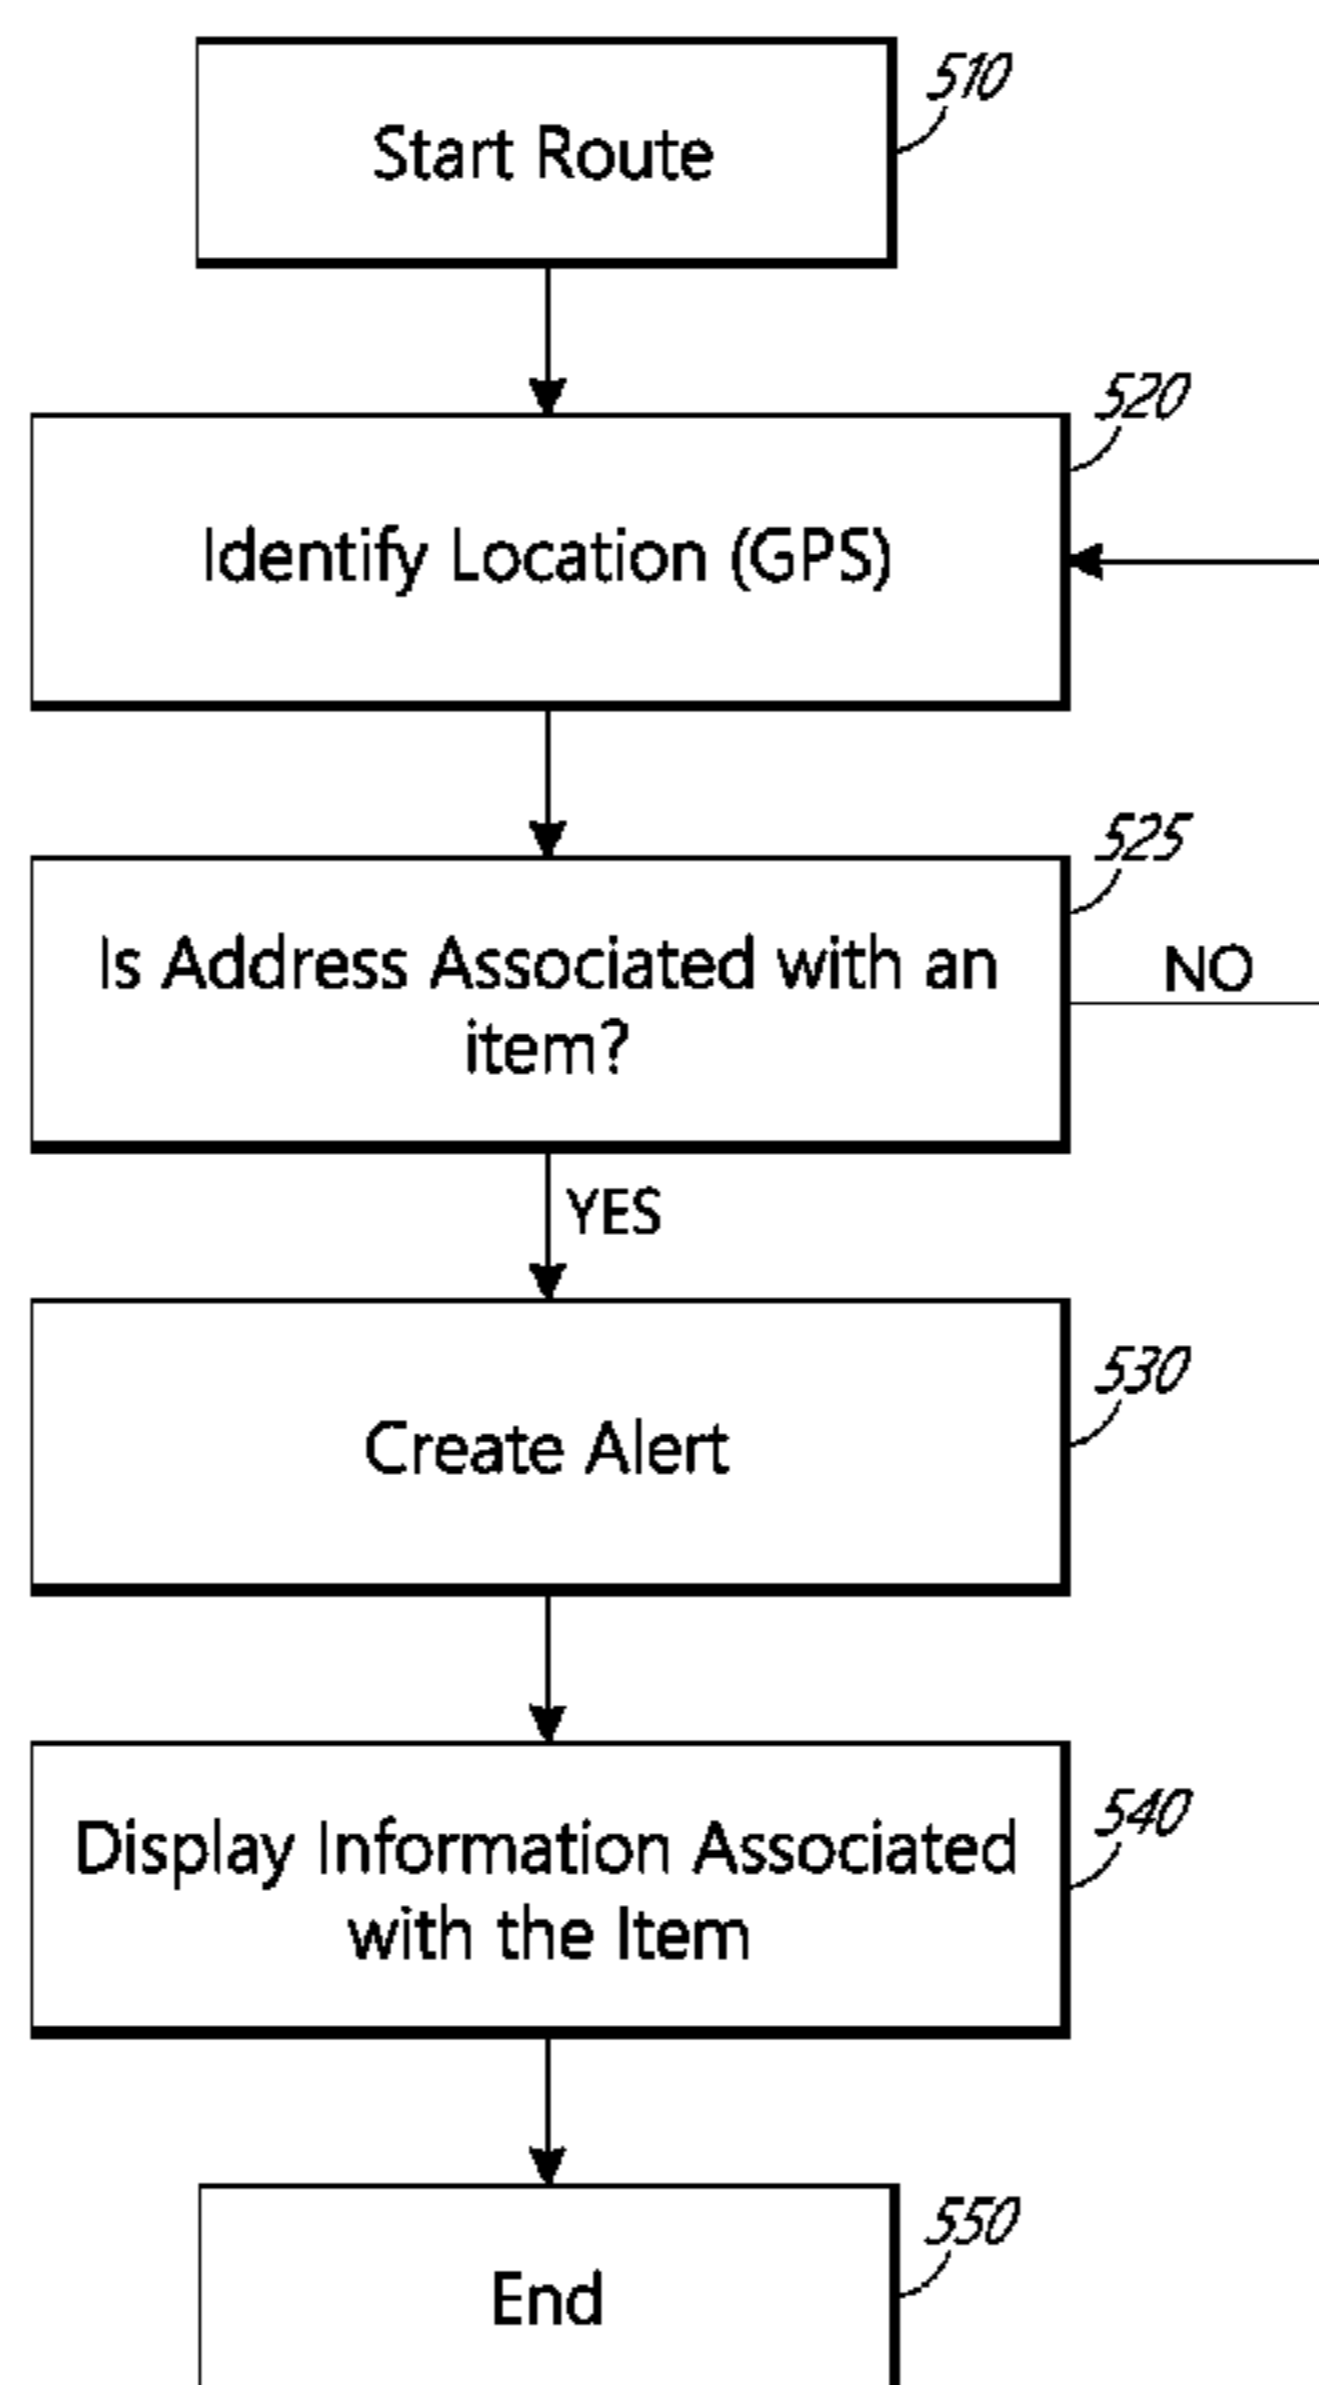 Start Route
510
Identify Location (GPS)
520
Is Address Associated with an
item?
525
NO
YES
Create Alert
530
Display Information Associated
with the Item
540
End
550